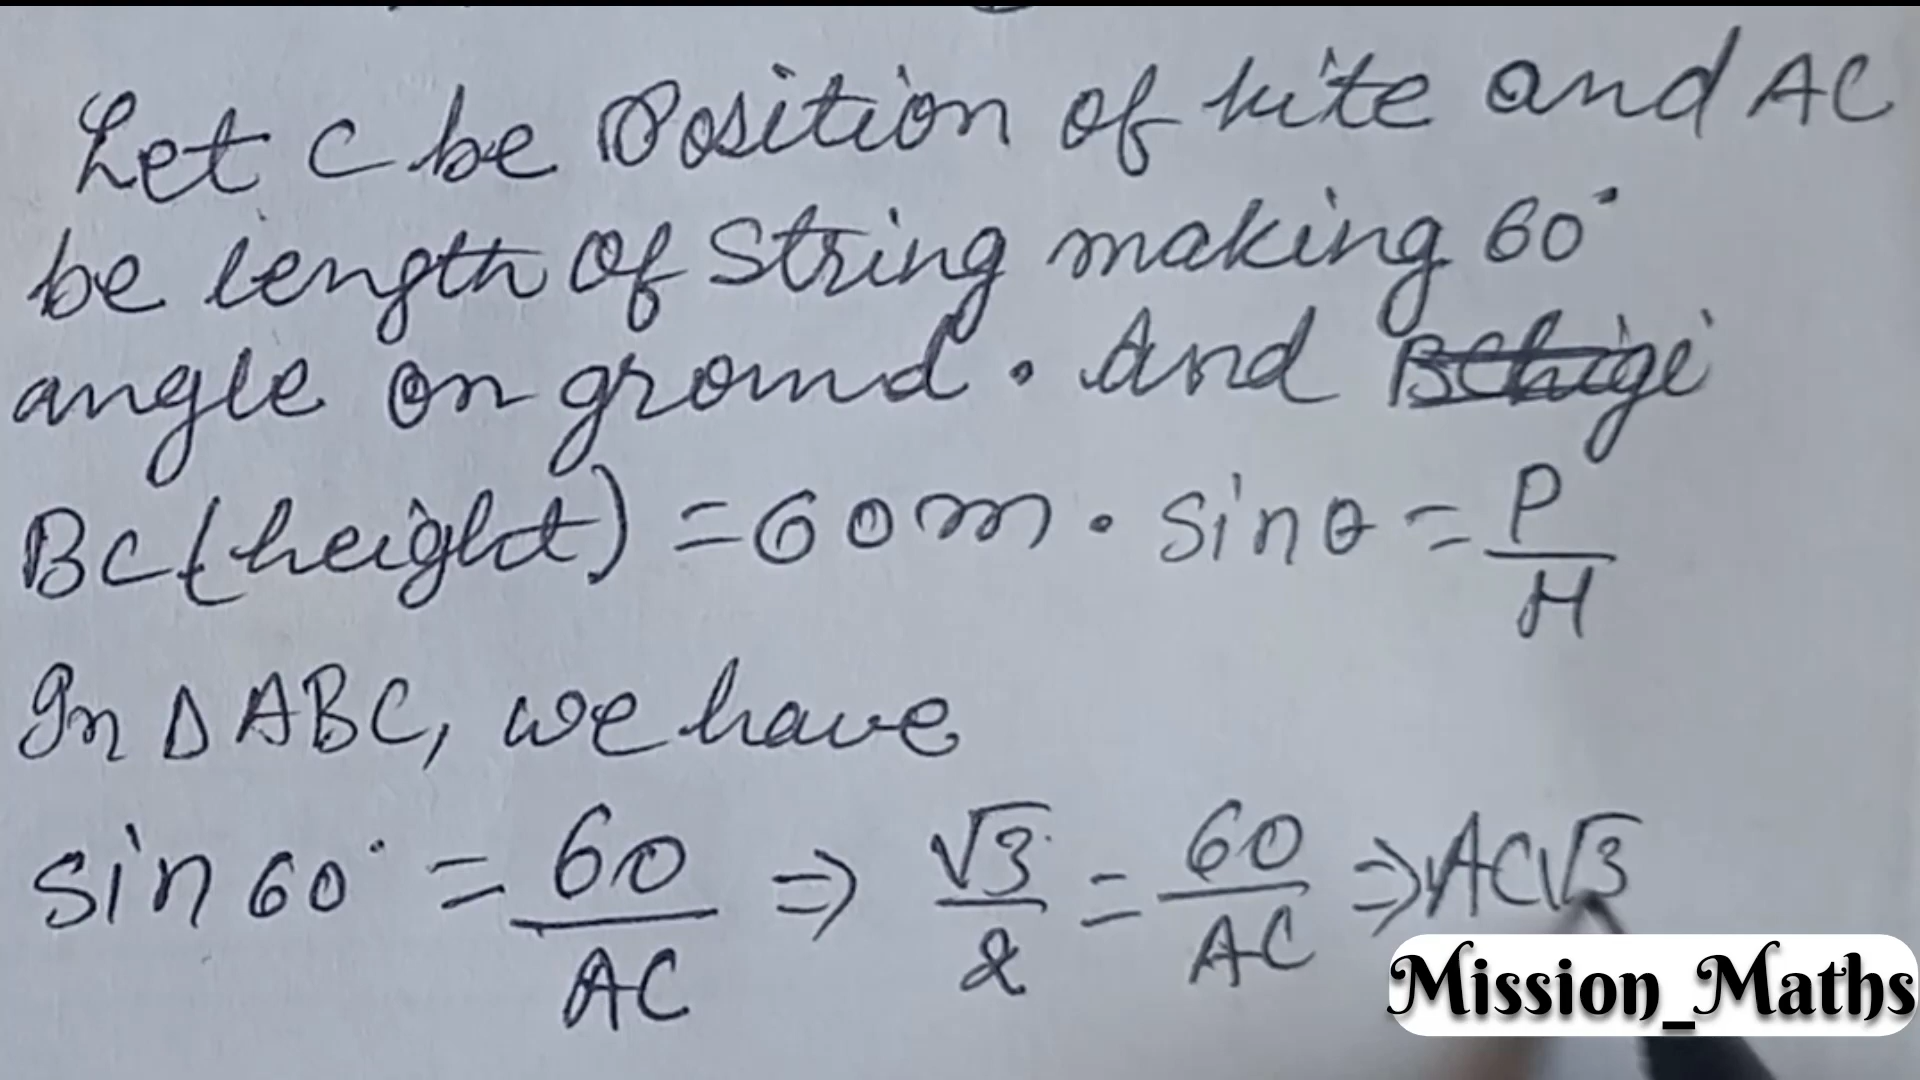 Let C be Position of kite and AC
be length of String making 60°
angle on ground. And
BC (height) = 60m. sinθ = P/H
In ΔABC, we have
sin 60° = 60/AC ⇒ √3/2 = 60/AC ⇒ AC√3
Mission_Maths